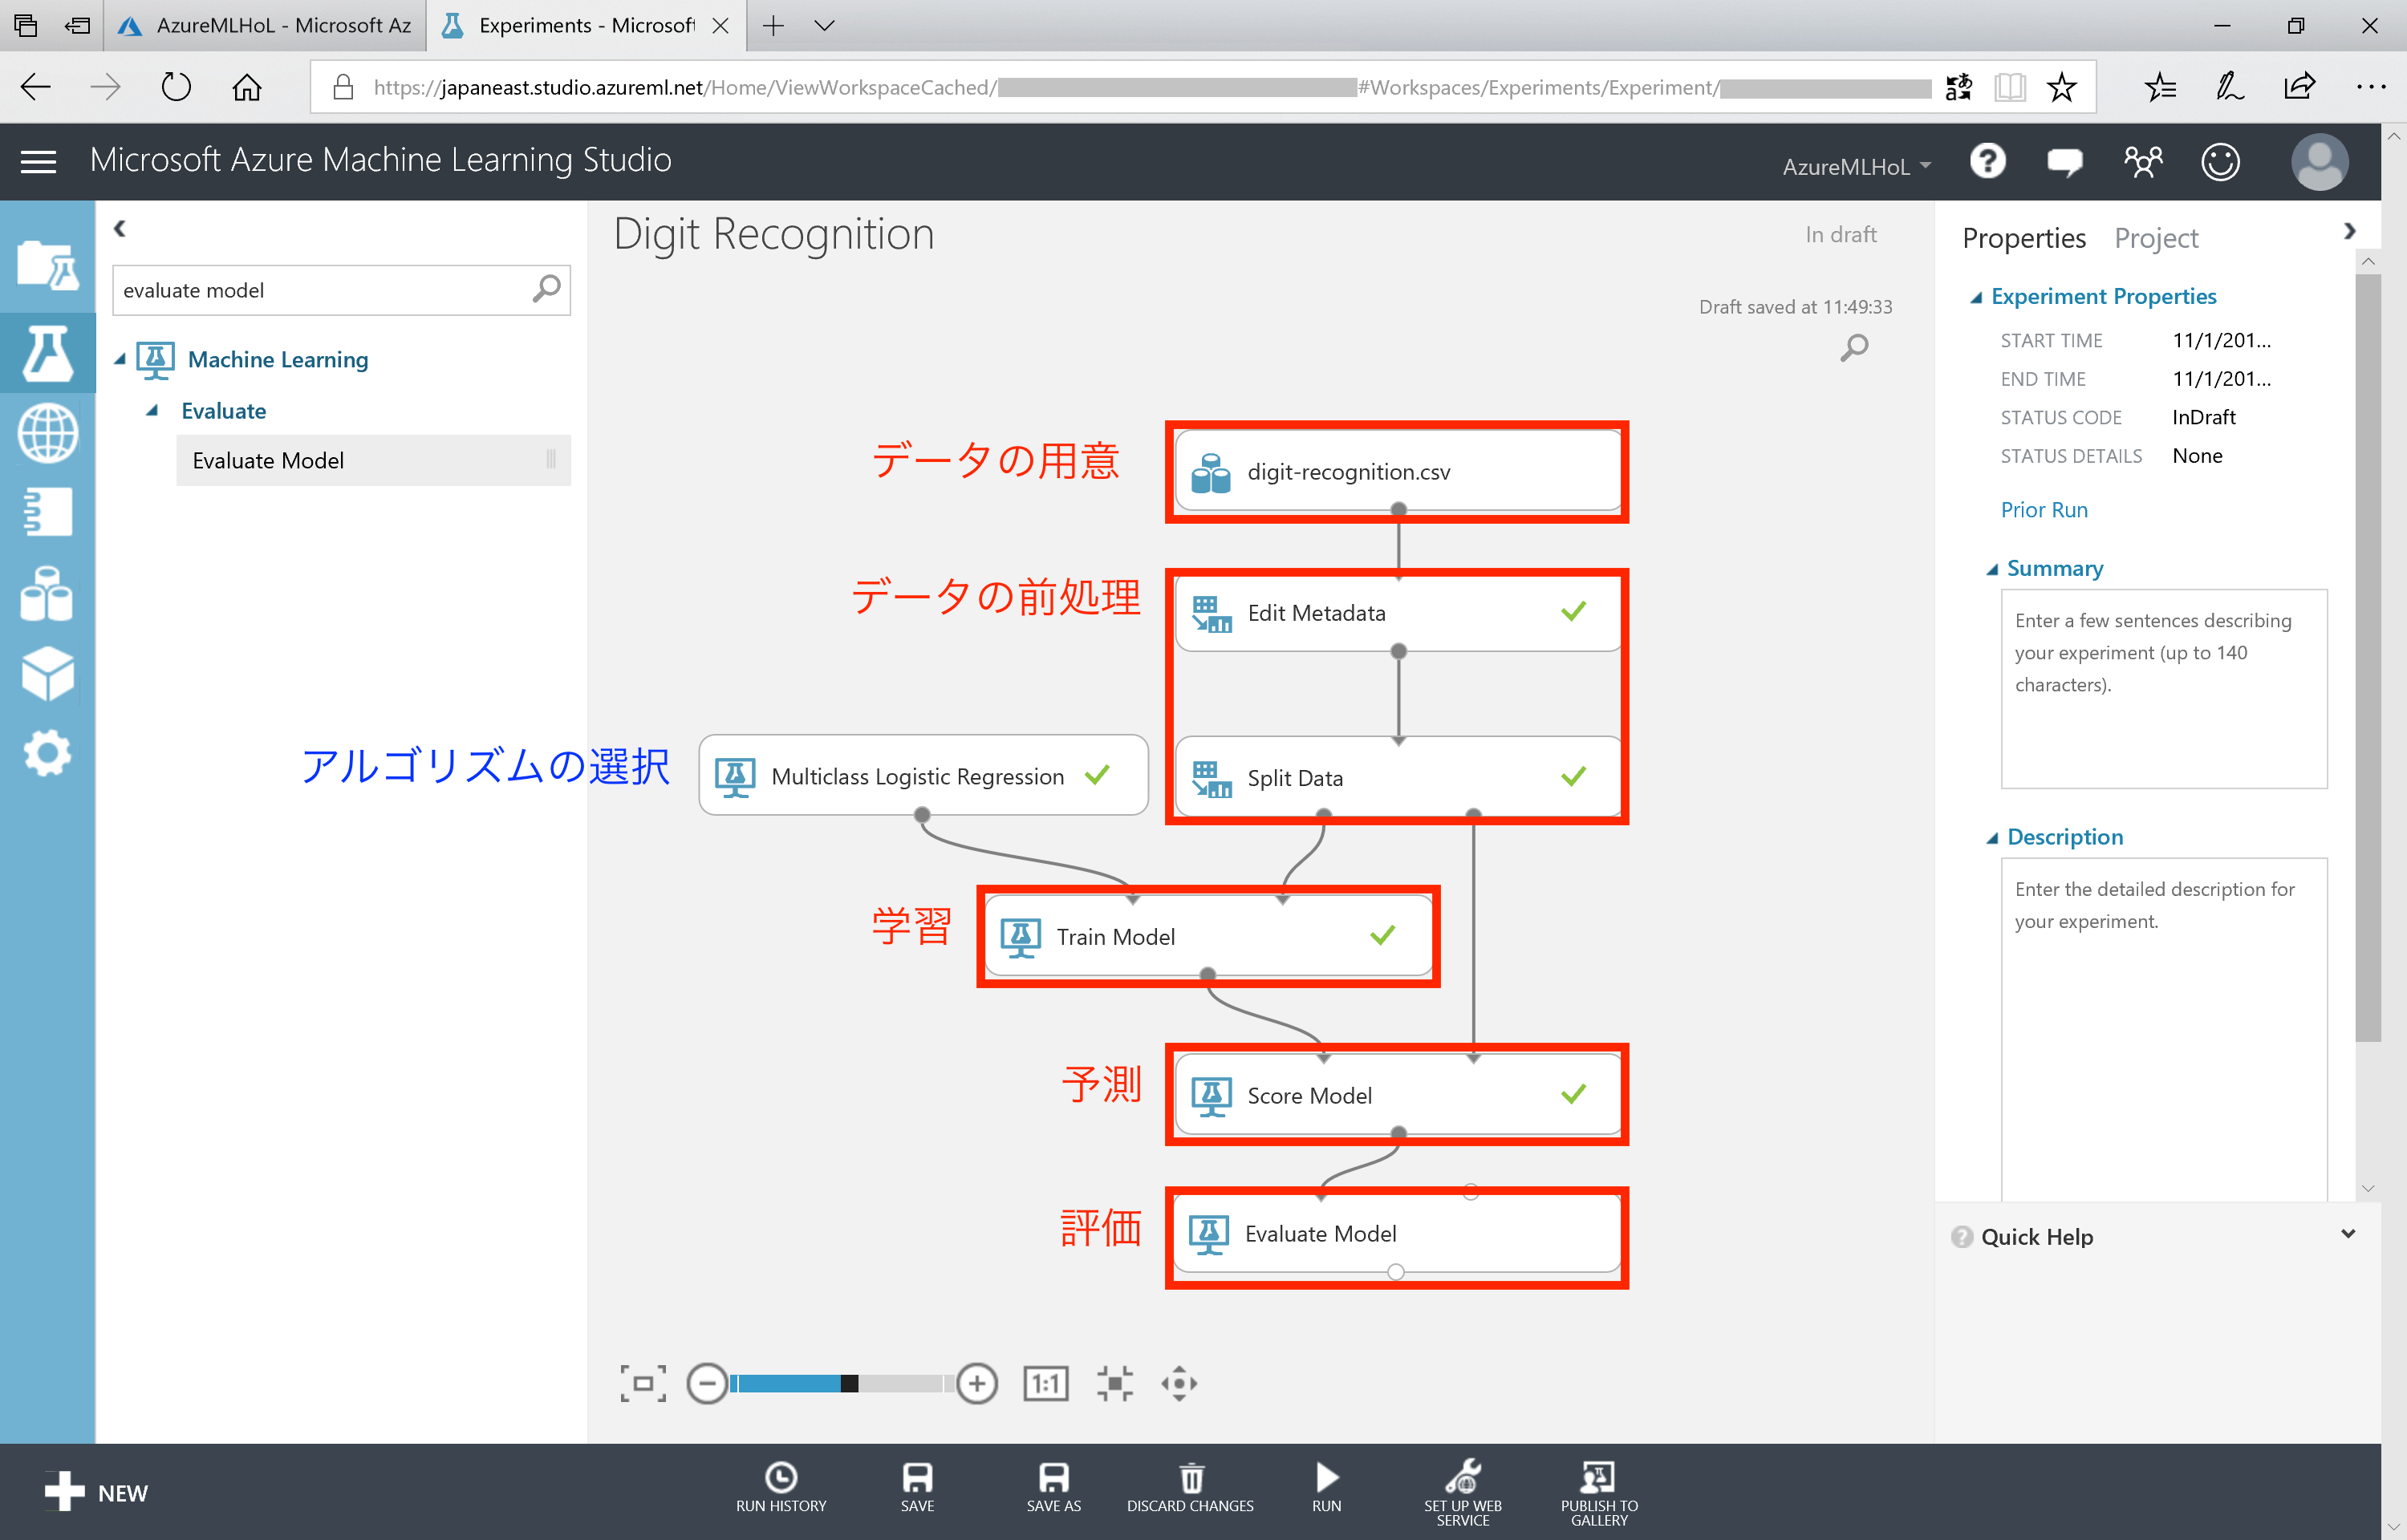 AzureMLHoL - Microsoft Az
Experiments - Microsoft
https://japaneast.studio.azureml.net/Home/ViewWorkspaceCached/
#Workspaces/Experiments/Experiment/
Microsoft Azure Machine Learning Studio
AzureMLHoL
evaluate model
Machine Learning
Evaluate
Evaluate Model
Digit Recognition
In draft
Draft saved at 11:49:33
データの用意
digit-recognition.csv
データの前処理
Edit Metadata
アルゴリズムの選択
Multiclass Logistic Regression
Split Data
学習
Train Model
予測
Score Model
評価
Evaluate Model
1:1
Properties
Project
Experiment Properties
START TIME 11/1/201...
END TIME 11/1/201...
STATUS CODE InDraft
STATUS DETAILS None
Prior Run
Summary
Enter a few sentences describing
your experiment (up to 140
characters).
Description
Enter the detailed description for
your experiment.
Quick Help
NEW
RUN HISTORY
SAVE
SAVE AS
DISCARD CHANGES
RUN
SET UP WEB
SERVICE
PUBLISH TO
GALLERY